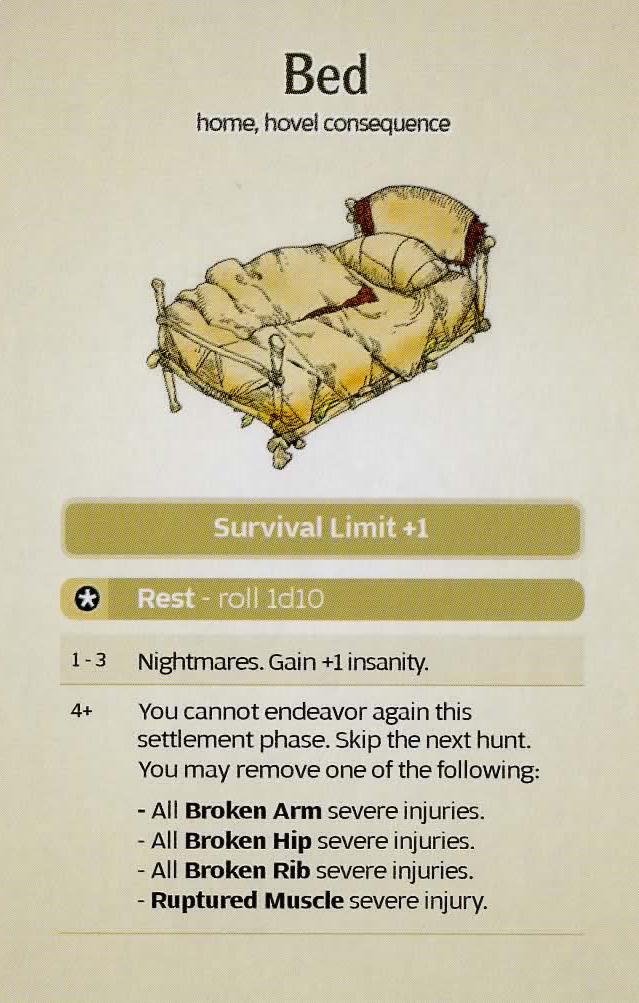 Bed
home, hovel consequence
Survival Limit +1
Rest - roll 1d10
1 - 3 Nightmares. Gain +1 insanity.
4+ You cannot endeavor again this
settlement phase. Skip the next hunt.
You may remove one of the following:
- All Broken Arm severe injuries.
- All Broken Hip severe injuries.
- All Broken Rib severe injuries.
- Ruptured Muscle severe injury.